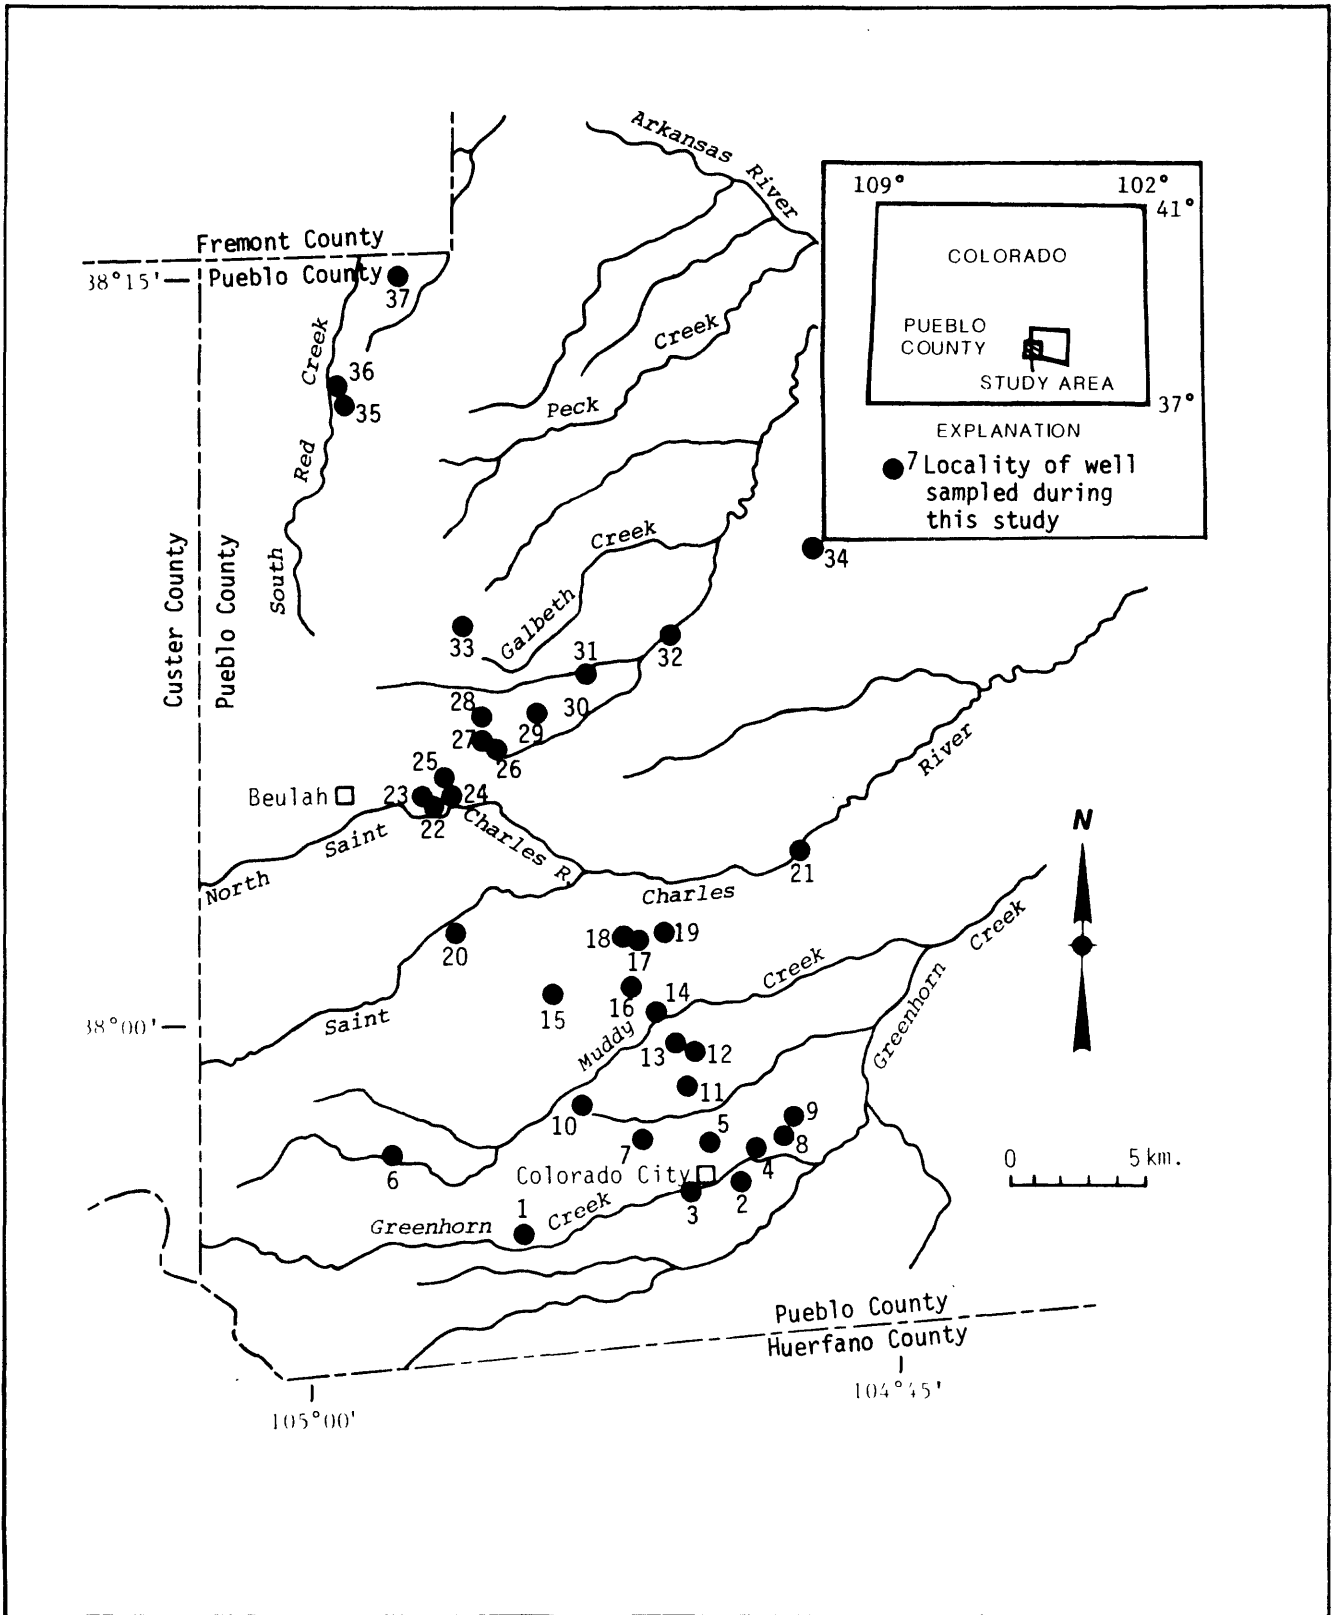 Arkansas River
109° 102°
41°
COLORADO
PUEBLO
COUNTY
STUDY AREA
37°
EXPLANATION
7 Locality of well
sampled during
this study
Fremont County
Pueblo County
38°15'
37
South Red Creek
36
35
Peck Creek
Custer County
Pueblo County
Galbeth Creek
34
33
31
32
28
30
29
27
26
25
Beulah
23
24
22
North Saint Charles R.
River
21
Charles
N
20
18
19
17
16
14
15
Creek
Greenhorn Creek
Saint
38°00'
Muddy
13
12
11
10
9
5
8
7
4
6
Colorado City
3
2
1
Greenhorn Creek
0 5 km.
Pueblo County
Huerfano County
105°00'
104°45'